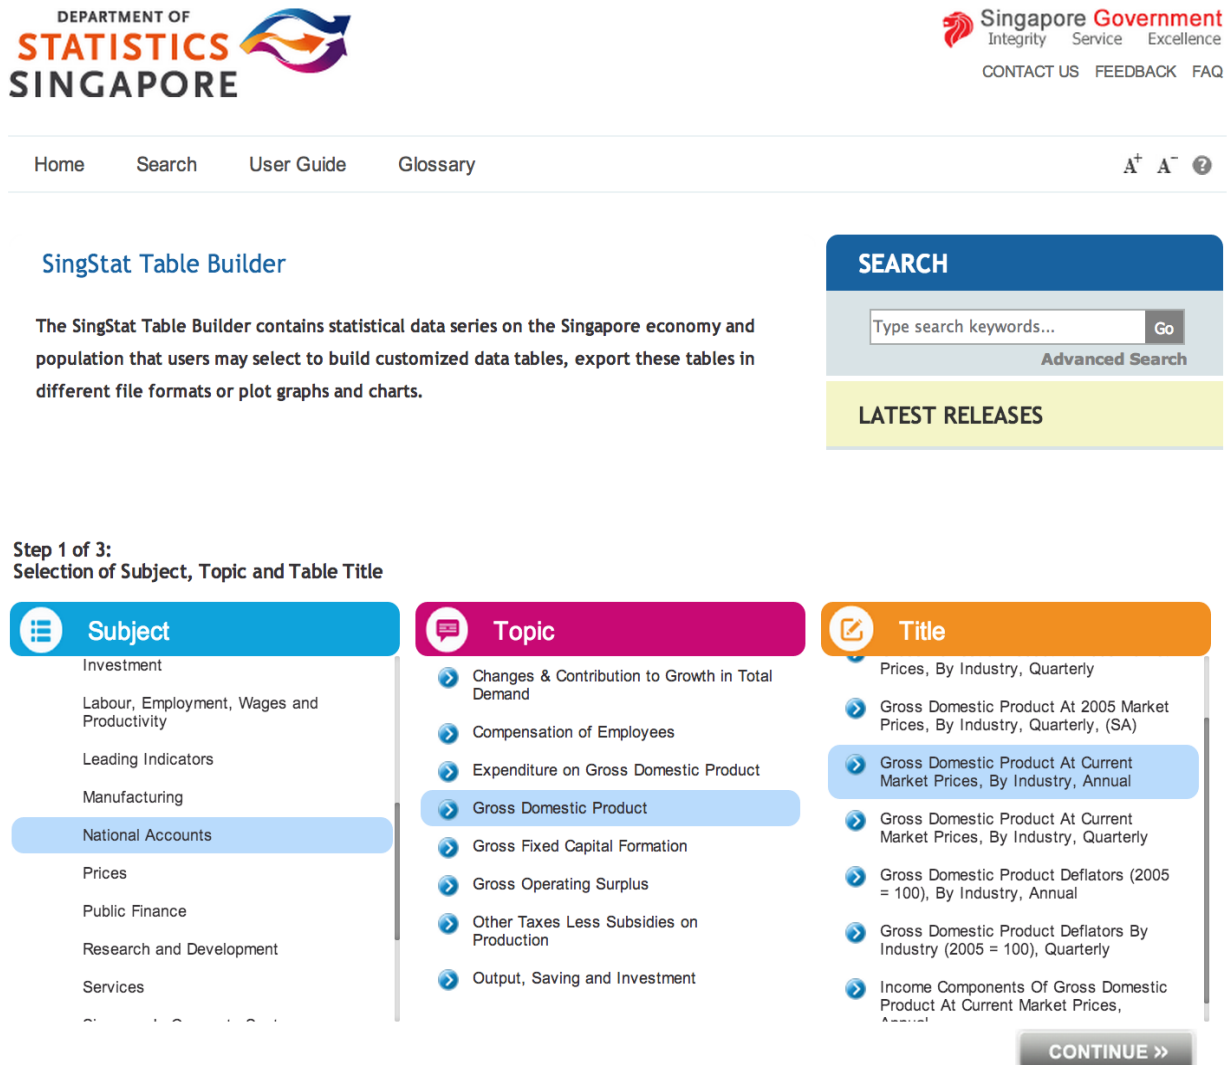 DEPARTMENT OF
STATISTICS
SINGAPORE
Singapore Government
Integrity Service Excellence
CONTACT US FEEDBACK FAQ
Home Search User Guide Glossary
A+ A- ?
SingStat Table Builder
The SingStat Table Builder contains statistical data series on the Singapore economy and
population that users may select to build customized data tables, export these tables in
different file formats or plot graphs and charts.
SEARCH
Type search keywords... Go
Advanced Search
LATEST RELEASES
Step 1 of 3:
Selection of Subject, Topic and Table Title
Subject
Investment
Labour, Employment, Wages and
Productivity
Leading Indicators
Manufacturing
National Accounts
Prices
Public Finance
Research and Development
Services
Topic
Changes & Contribution to Growth in Total
Demand
Compensation of Employees
Expenditure on Gross Domestic Product
Gross Domestic Product
Gross Fixed Capital Formation
Gross Operating Surplus
Other Taxes Less Subsidies on
Production
Output, Saving and Investment
Title
Prices, By Industry, Quarterly
Gross Domestic Product At 2005 Market
Prices, By Industry, Quarterly, (SA)
Gross Domestic Product At Current
Market Prices, By Industry, Annual
Gross Domestic Product At Current
Market Prices, By Industry, Quarterly
Gross Domestic Product Deflators (2005
= 100), By Industry, Annual
Gross Domestic Product Deflators By
Industry (2005 = 100), Quarterly
Income Components Of Gross Domestic
Product At Current Market Prices,
Annual
CONTINUE »